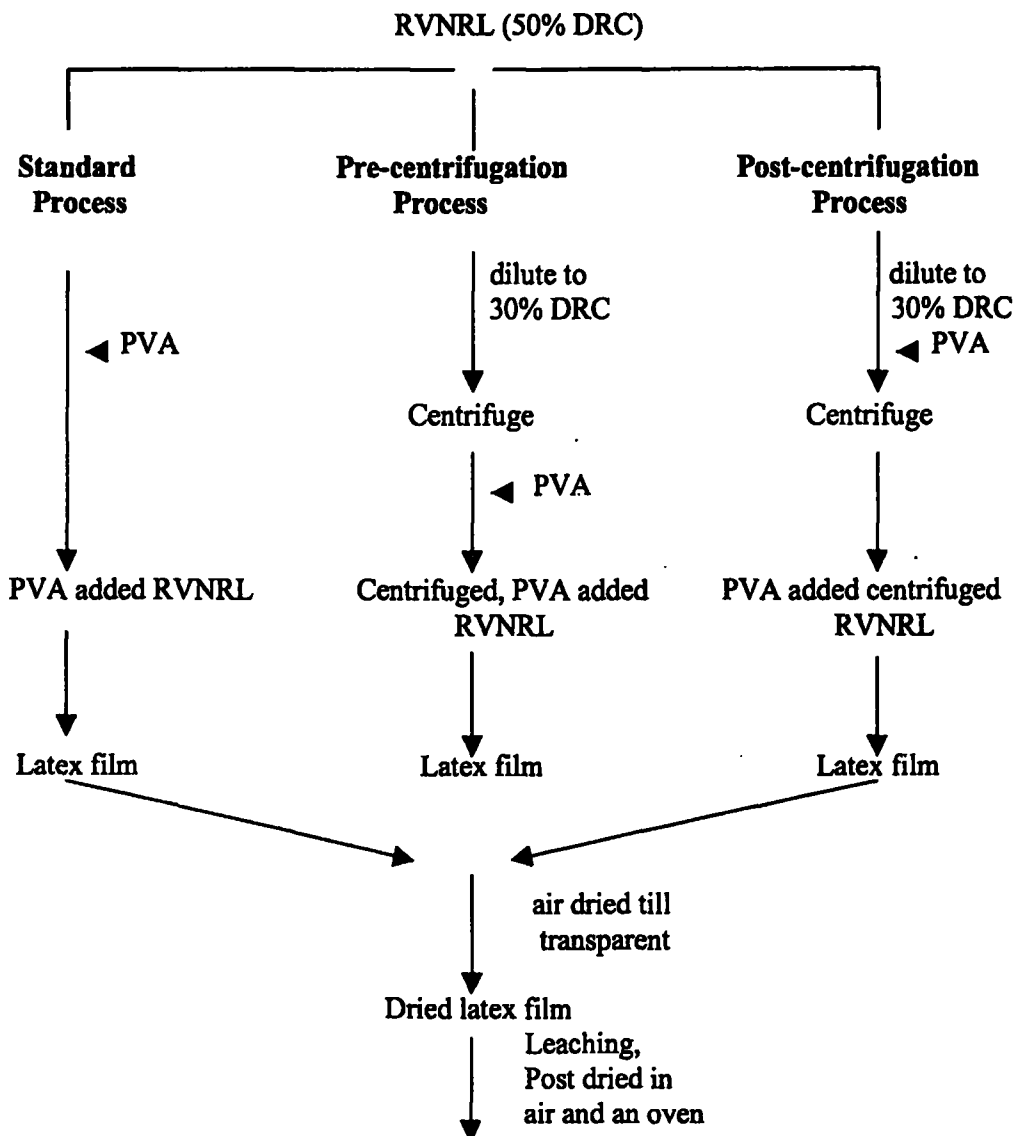 RVNRL (50% DRC)
Standard
Process
Pre-centrifugation
Process
Post-centrifugation
Process
dilute to
30% DRC
dilute to
30% DRC
PVA
PVA
Centrifuge
Centrifuge
PVA
PVA added RVNRL
Centrifuged, PVA added
RVNRL
PVA added centrifuged
RVNRL
Latex film
Latex film
Latex film
air dried till
transparent
Dried latex film
Leaching,
Post dried in
air and an oven